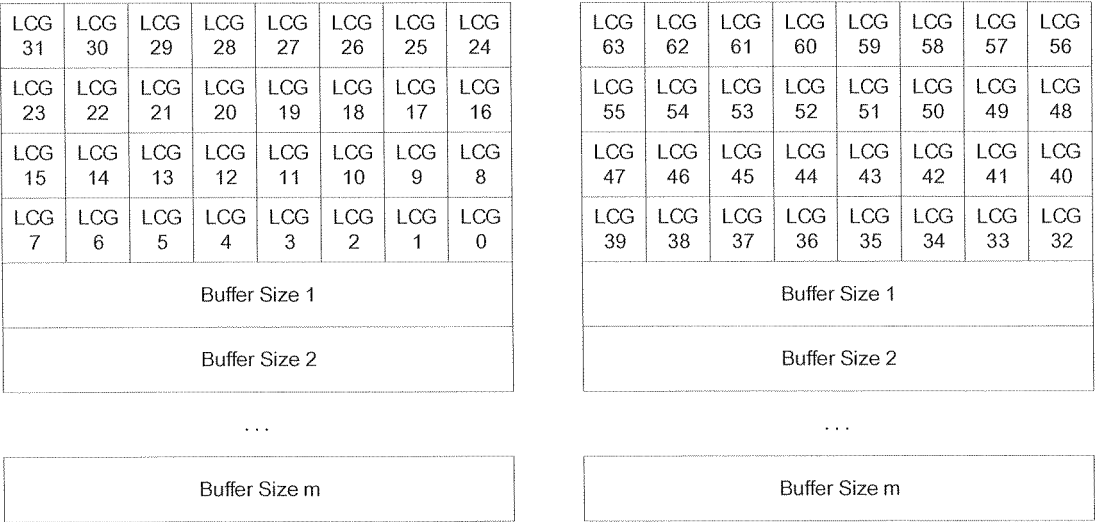 LCG LCG LCG LCG LCG LCG LCG LCG
31 30 29 28 27 26 25 24
LCG LCG LCG LCG LCG LCG LCG LCG
23 22 21 20 19 18 17 16
LCG LCG LCG LCG LCG LCG LCG LCG
15 14 13 12 11 10 9 8
LCG LCG LCG LCG LCG LCG LCG LCG
7 6 5 4 3 2 1 0
Buffer Size 1
Buffer Size 2
...
Buffer Size m
LCG LCG LCG LCG LCG LCG LCG LCG
63 62 61 60 59 58 57 56
LCG LCG LCG LCG LCG LCG LCG LCG
55 54 53 52 51 50 49 48
LCG LCG LCG LCG LCG LCG LCG LCG
47 46 45 44 43 42 41 40
LCG LCG LCG LCG LCG LCG LCG LCG
39 38 37 36 35 34 33 32
Buffer Size 1
Buffer Size 2
...
Buffer Size m